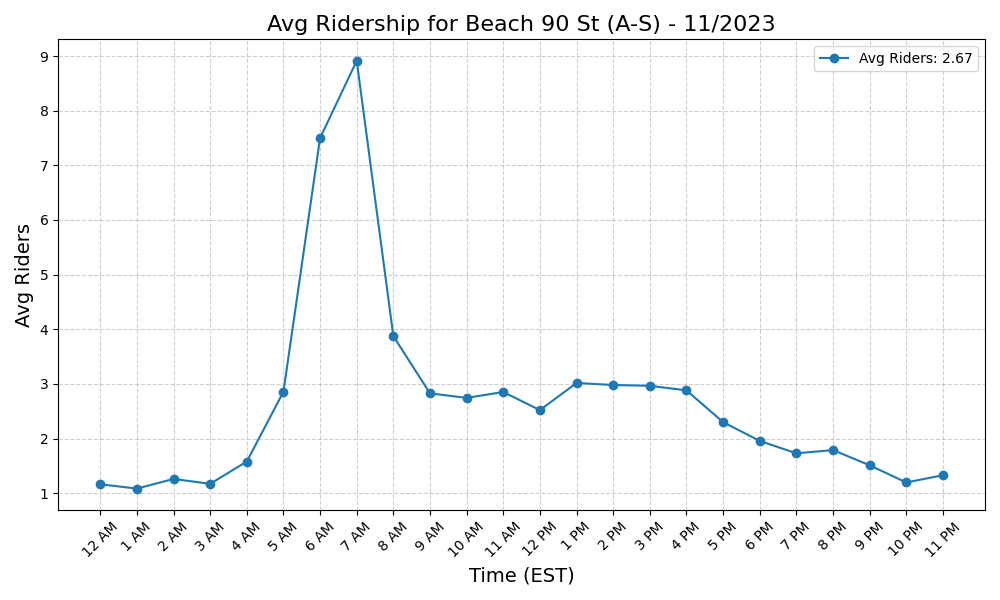 Avg Ridership for Beach 90 St (A-S) - 11/2023
Avg Riders: 2.67
Avg Riders
9
8
7
6
5
4
3
2
1
12 AM
1 AM
2 AM
3 AM
4 AM
5 AM
6 AM
7 AM
8 AM
9 AM
10 AM
11 AM
12 PM
1 PM
2 PM
3 PM
4 PM
5 PM
6 PM
7 PM
8 PM
9 PM
10 PM
11 PM
Time (EST)